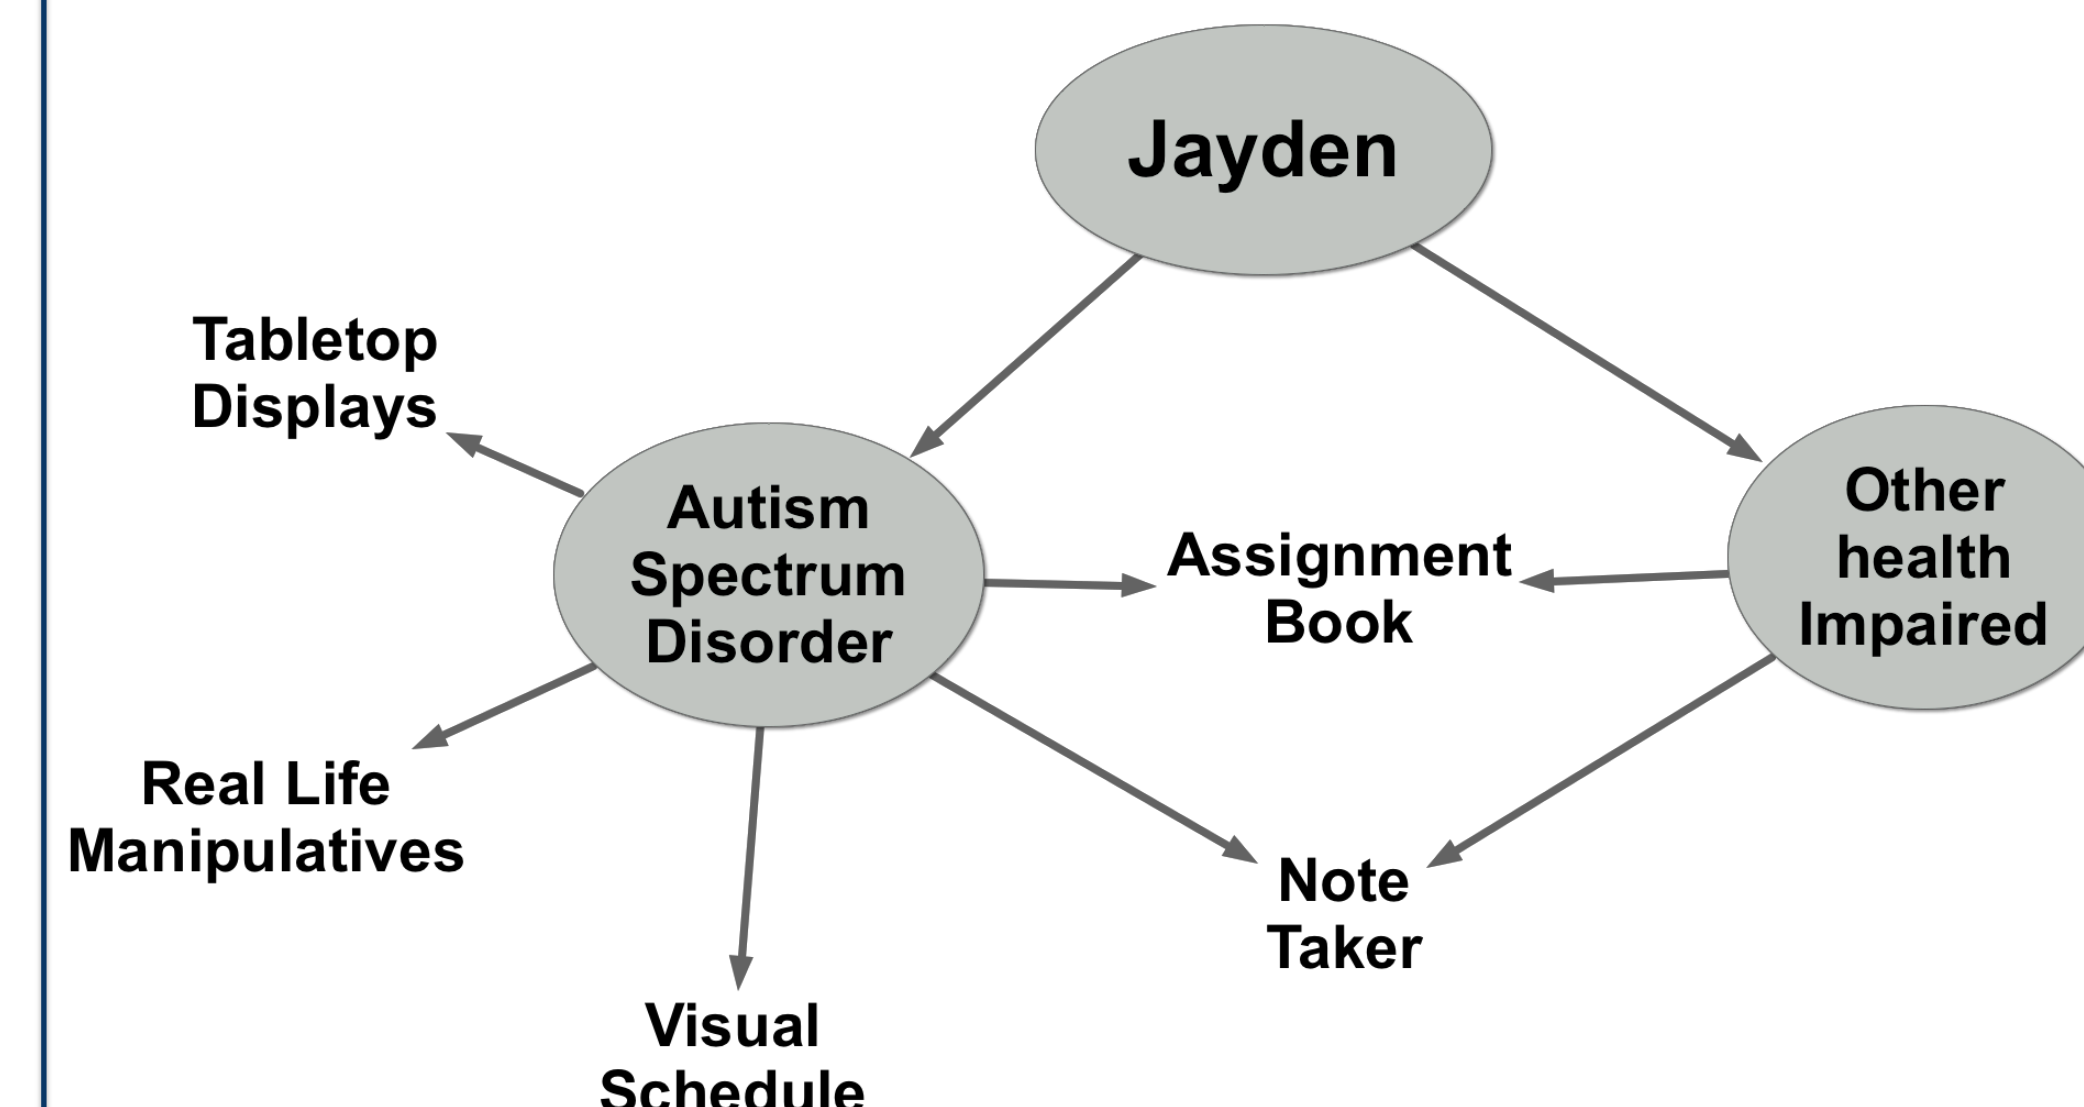 Jayden
Tabletop
Displays
Autism
Spectrum
Disorder
Assignment
Book
Other
health
Impaired
Real Life
Manipulatives
Note
Taker
Visual
Schedule